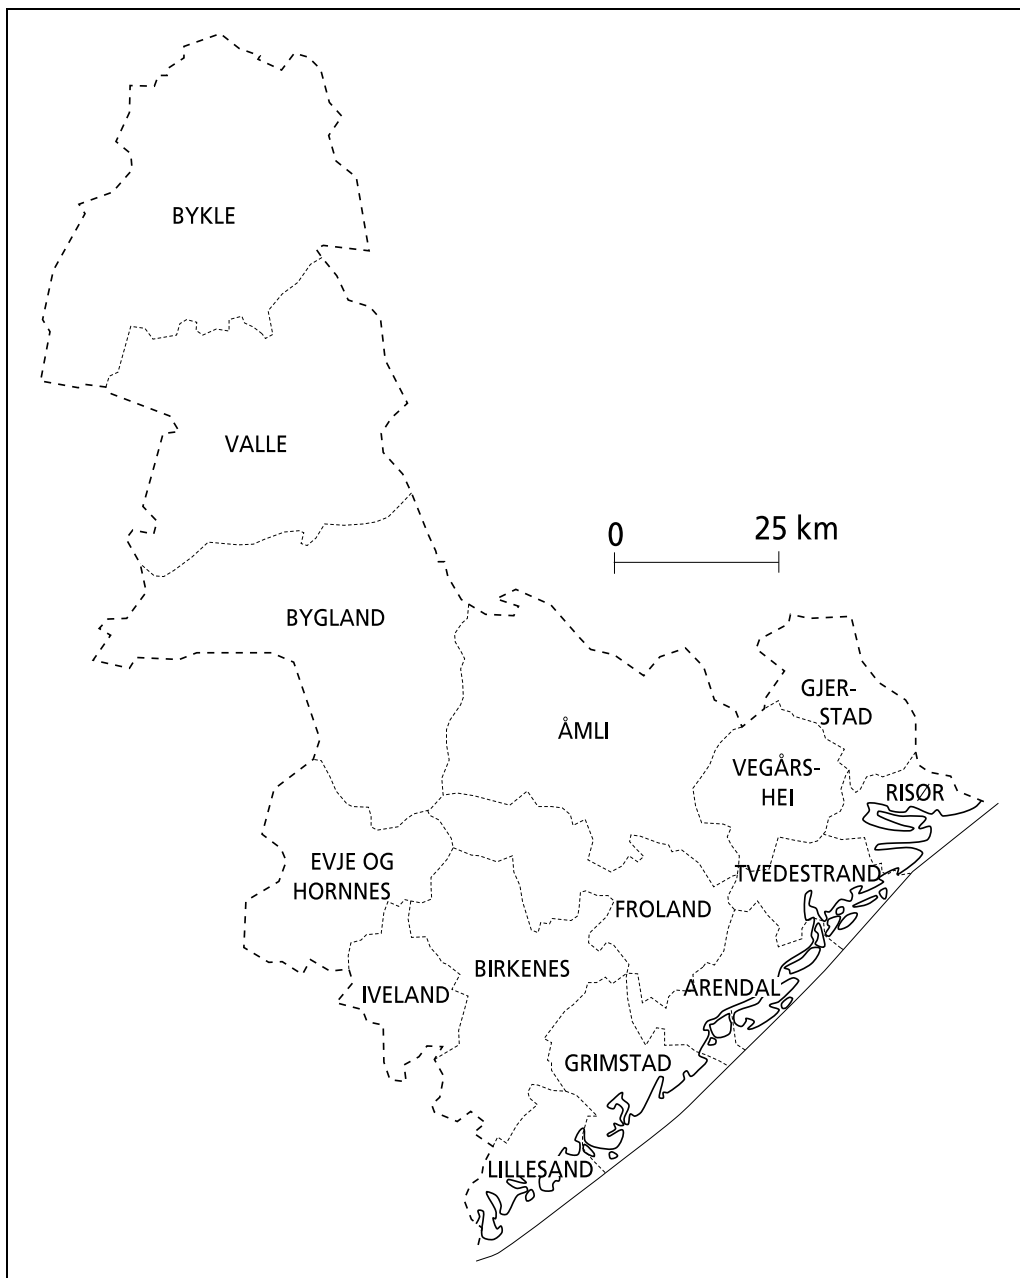 BYKLE
VALLE
0 25 km
BYGLAND
GJER-
STAD
ÅMLI
VEGÅRS-
HEI
RISØR
EVJE OG
HORNNES
TVEDESTRAND
FROLAND
BIRKENES
IVELAND
ARENDAL
GRIMSTAD
LILLESAND